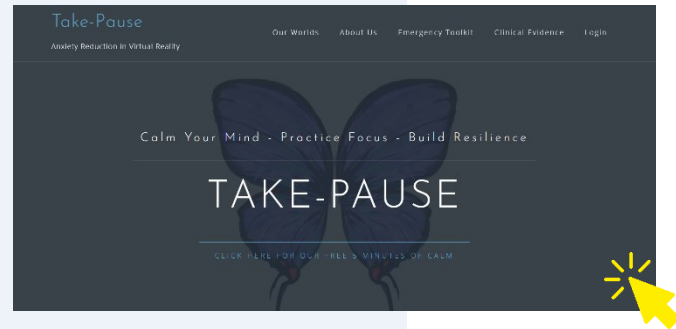 Take-Pause
Anxiety Reduction in Virtual Reality
Our Worlds About Us Emergency Toolkit Clinical Evidence Login
Calm Your Mind - Practice Focus - Build Resilience
TAKE-PAUSE
CLICK HERE FOR OUR FREE 5 MINUTES OF CALM